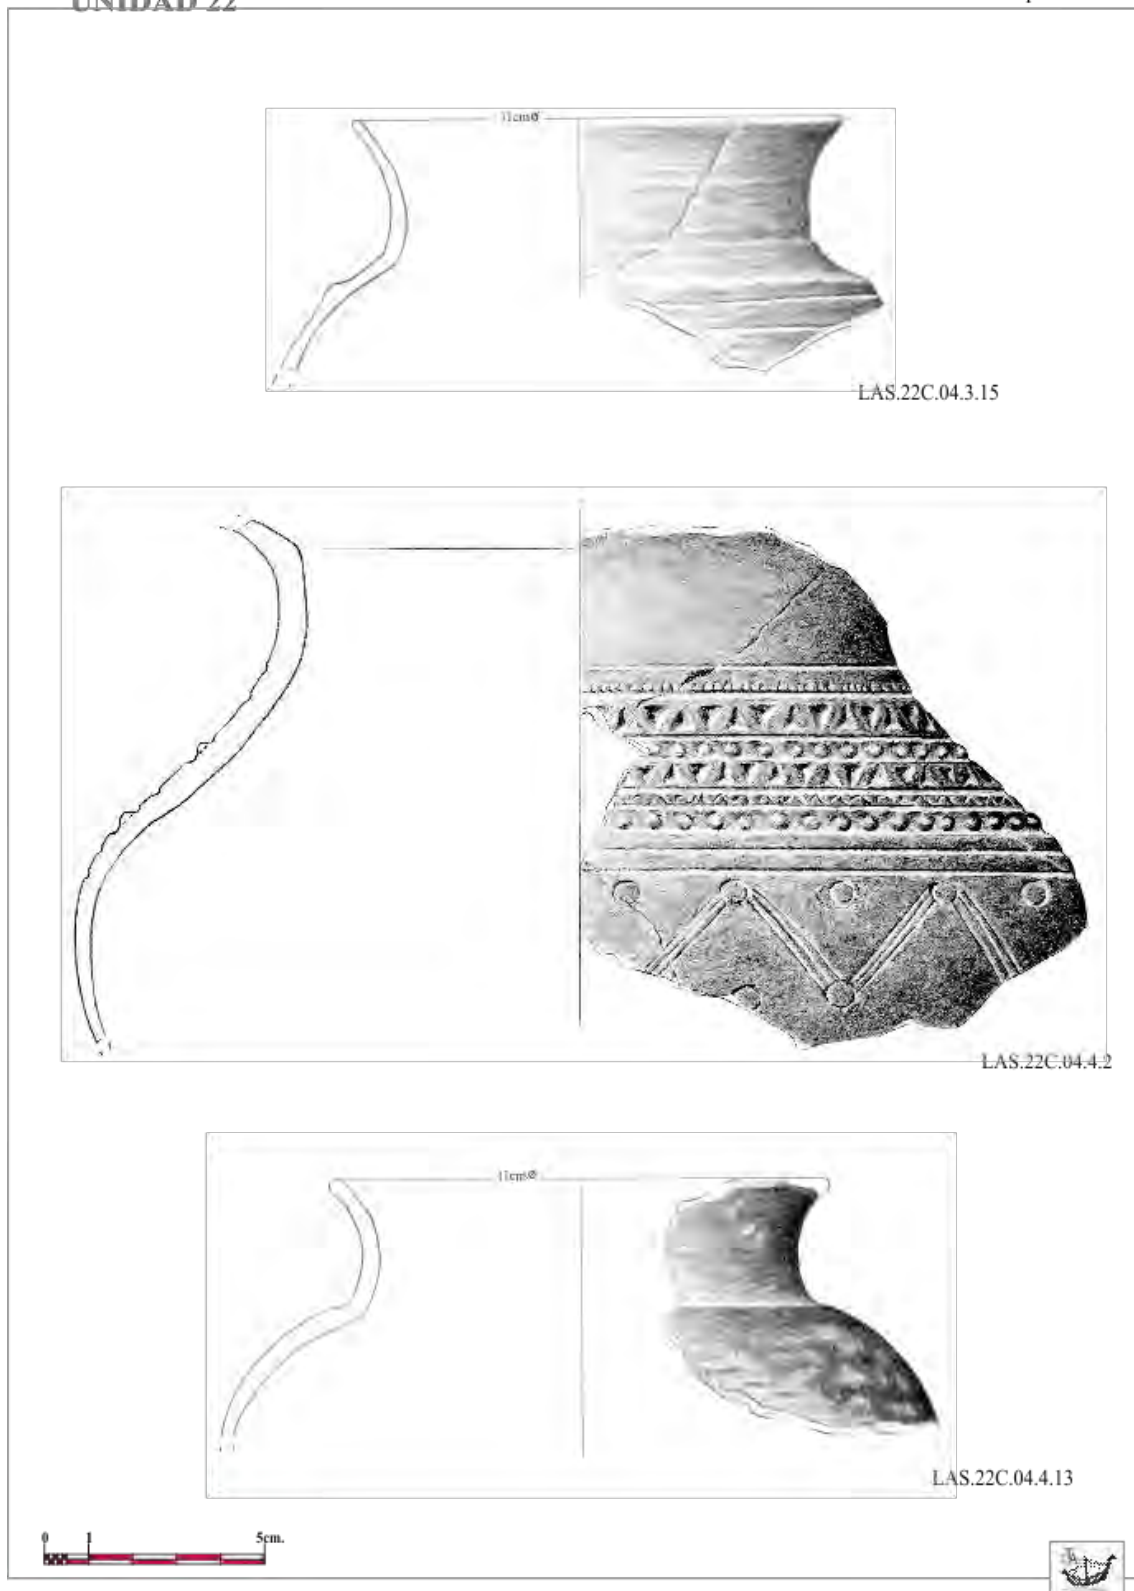 UNIDAD 22
11cmØ
LAS.22C.04.3.15
LAS.22C.04.4.2
11cmØ
LAS.22C.04.4.13
0 1 5cm.